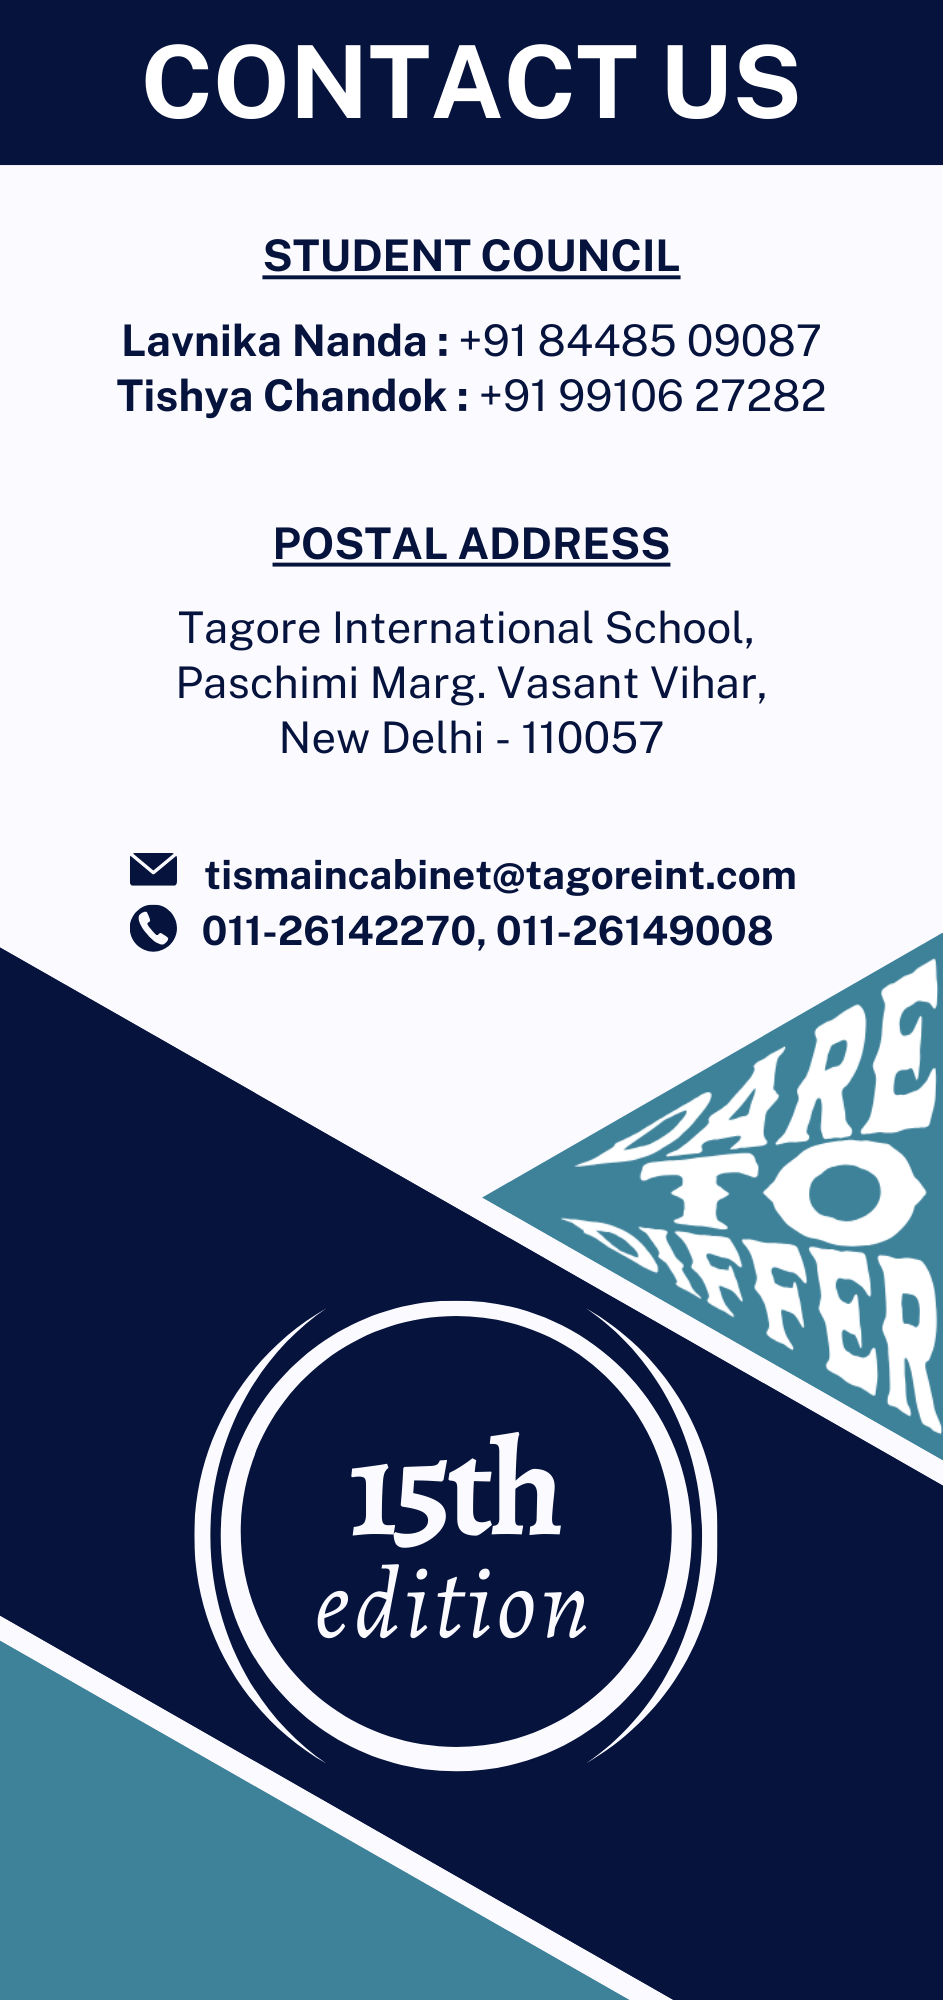 CONTACT US
STUDENT COUNCIL
Lavnika Nanda : +91 84485 09087
Tishya Chandok : +91 99106 27282
POSTAL ADDRESS
Tagore International School,
Paschimi Marg. Vasant Vihar,
New Delhi - 110057
tismaincabinet@tagoreint.com
011-26142270, 011-26149008
DARE
TO
DIFFER
15th
edition